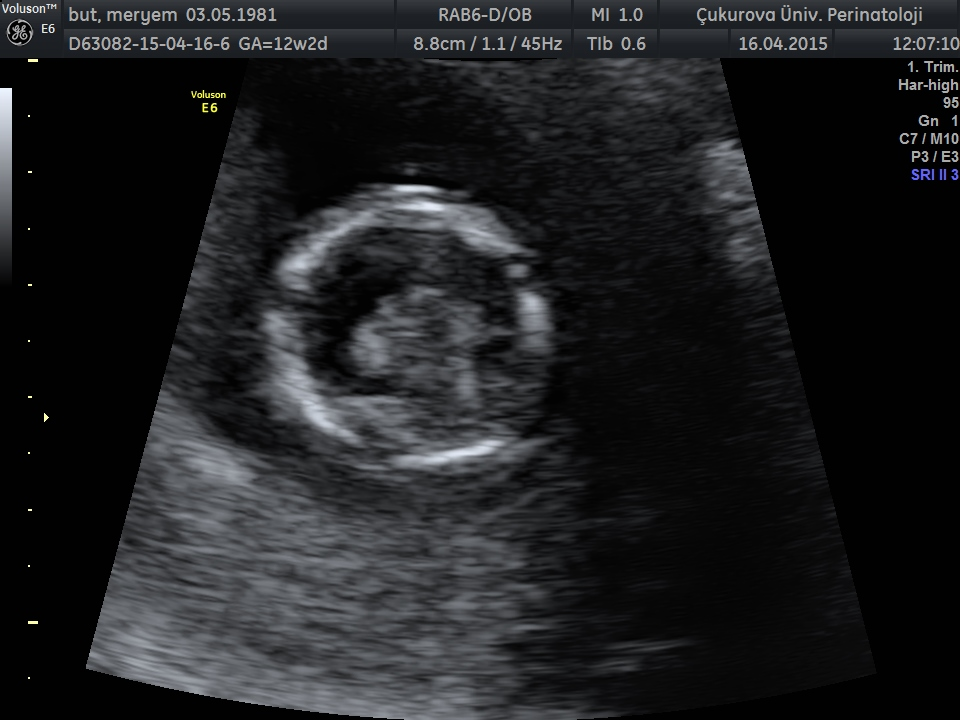 Voluson™
E6
but, meryem 03.05.1981
RAB6-D/OB
MI 1.0
Çukurova Üniv. Perinatoloji
D63082-15-04-16-6 GA=12w2d
8.8cm / 1.1 / 45Hz
TIb 0.6
16.04.2015
12:07:10
1. Trim.
Har-high
95
Gn 1
C7 / M10
P3 / E3
SRI II 3
Voluson
E6